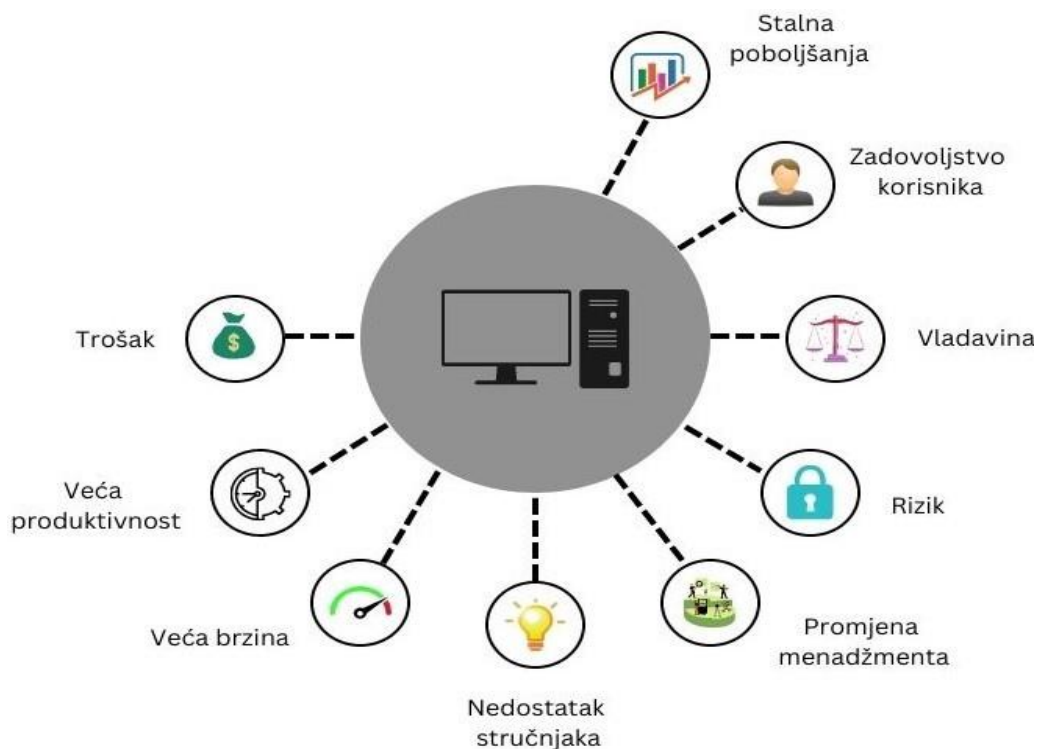 Stalna
poboljšanja
Zadovoljstvo
korisnika
Trošak
Vladavina
Veća
produktivnost
Rizik
Veća brzina
Promjena
menadžmenta
Nedostatak
stručnjaka
$